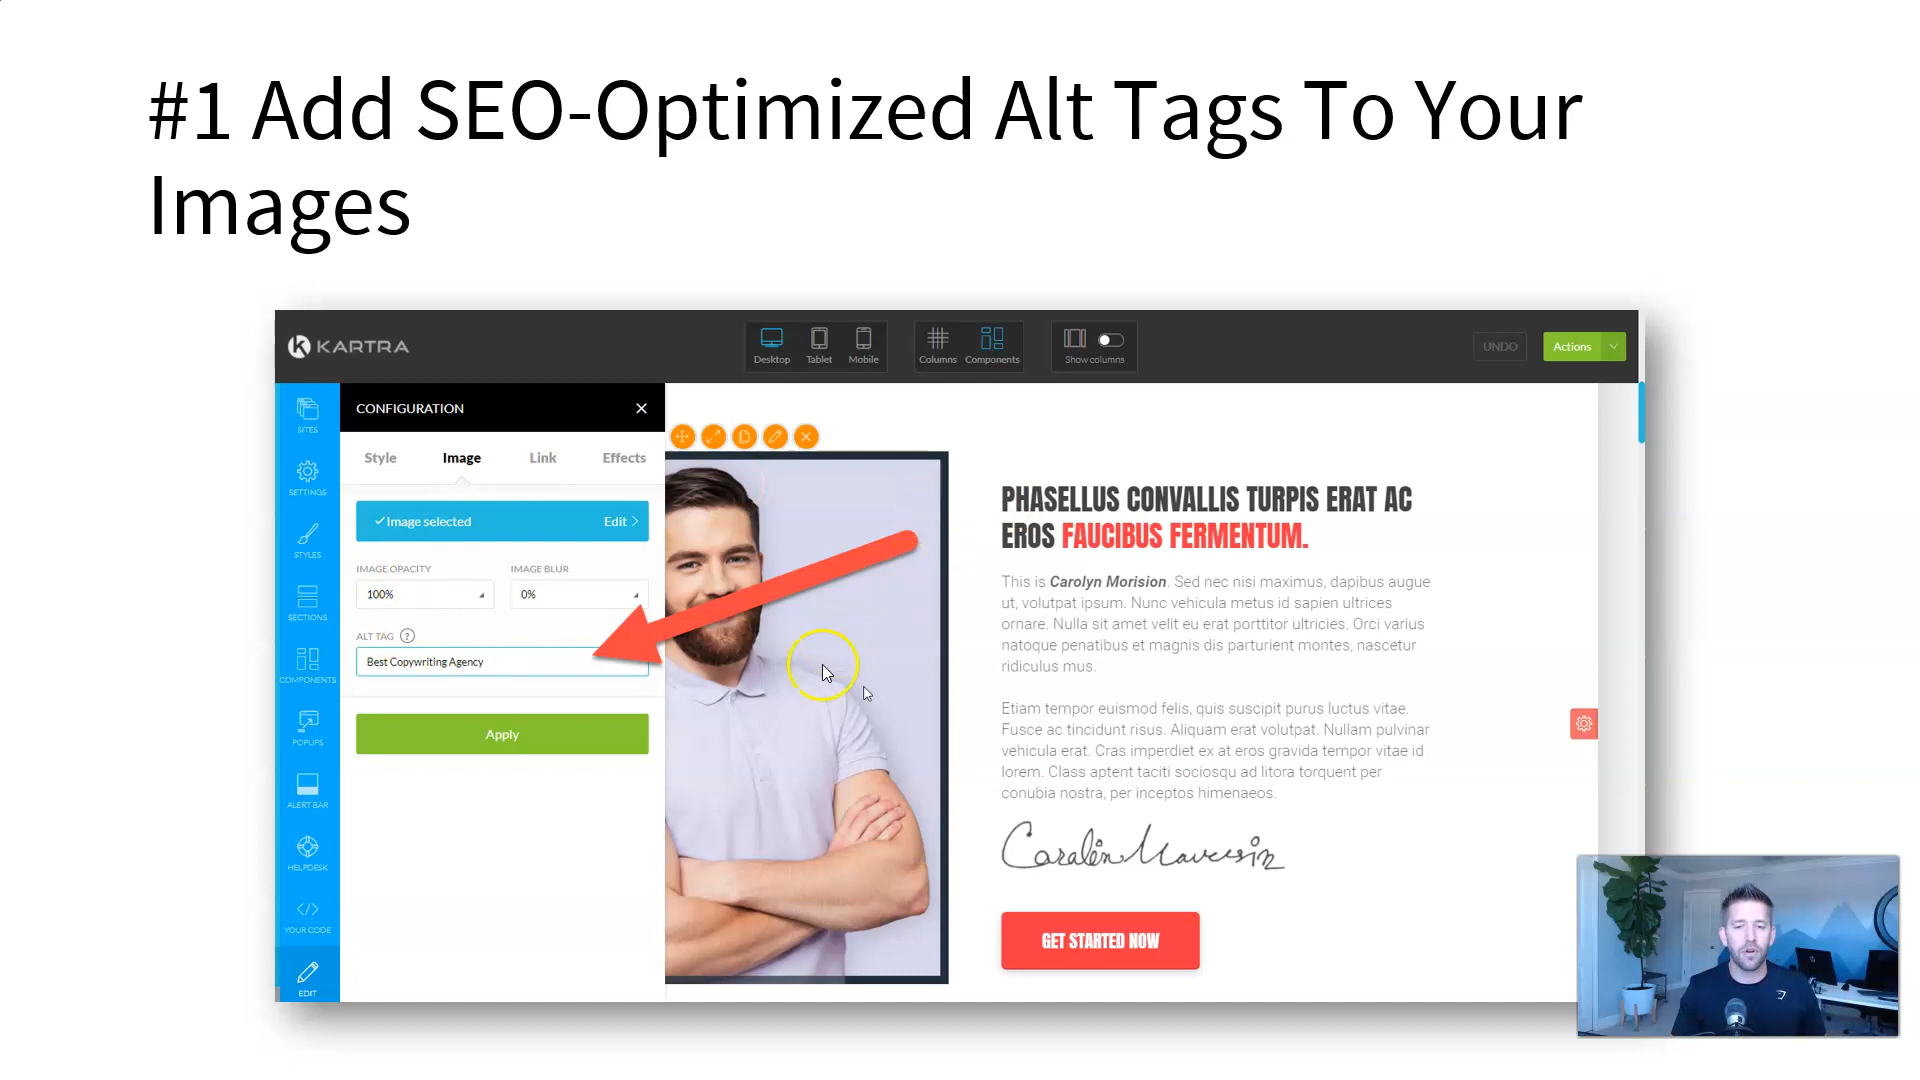 #1 Add SEO-Optimized Alt Tags To Your
Images
KARTRA
Desktop
Tablet
Mobile
Columns
Components
Show columns
UNDO
Actions
SITES
SETTINGS
STYLES
SECTIONS
COMPONENTS
POPUPS
ALERT BAR
HELPDESK
YOUR CODE
EDIT
CONFIGURATION
Style
Image
Link
Effects
Image selected
Edit
IMAGE OPACITY
IMAGE BLUR
100%
0%
ALT TAG ?
Best Copywriting Agency
Apply
PHASELLUS CONVALLIS TURPIS ERAT AC
EROS FAUCIBUS FERMENTUM.
This is Carolyn Morision. Sed nec nisi maximus, dapibus augue
ut, volutpat ipsum. Nunc vehicula metus id sapien ultrices
ornare. Nulla sit amet velit eu erat porttitor ultricies. Orci varius
natoque penatibus et magnis dis parturient montes, nascetur
ridiculus mus.
Etiam tempor euismod felis, quis suscipit purus luctus vitae.
Fusce ac tincidunt risus. Aliquam erat volutpat. Nullam pulvinar
vehicula erat. Cras imperdiet ex at eros gravida tempor vitae id
lorem. Class aptent taciti sociosqu ad litora torquent per
conubia nostra, per inceptos himenaeos.
GET STARTED NOW